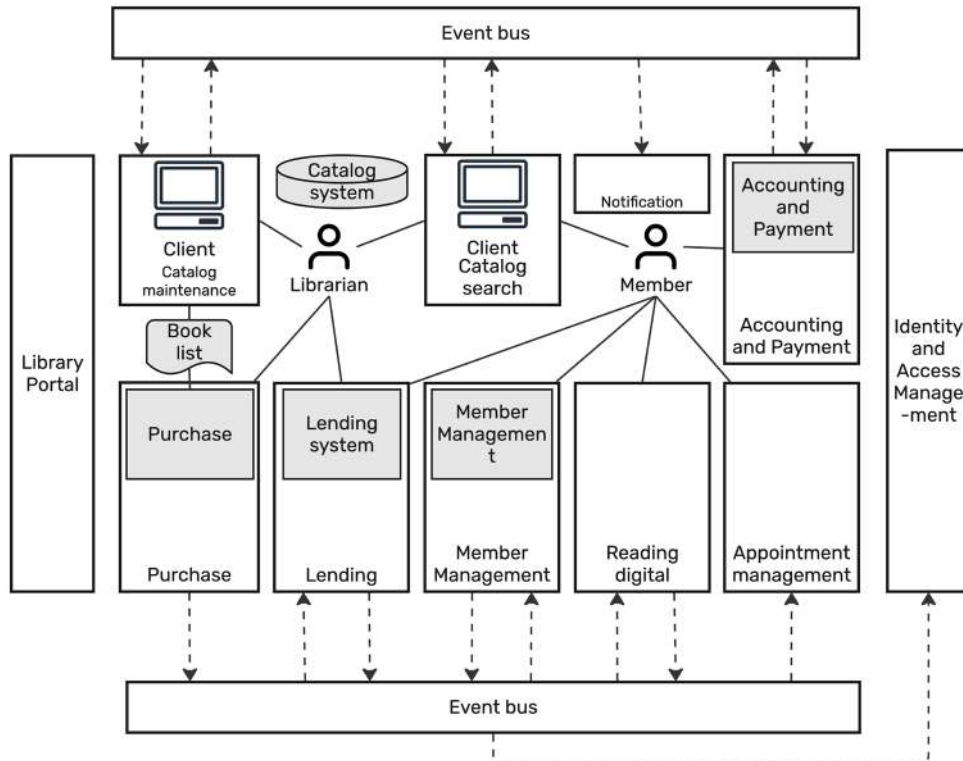 Event bus
Catalog
system
Accounting
and
Payment
Notification
Client
Catalog
maintenance
Librarian
Client
Catalog
search
Member
Accounting
and Payment
Library
Portal
Identity
and
Access
Manage
-ment
Book
list
Purchase
Lending
system
Member
Managemen
t
Purchase
Lending
Member
Management
Reading
digital
Appointment
management
Event bus